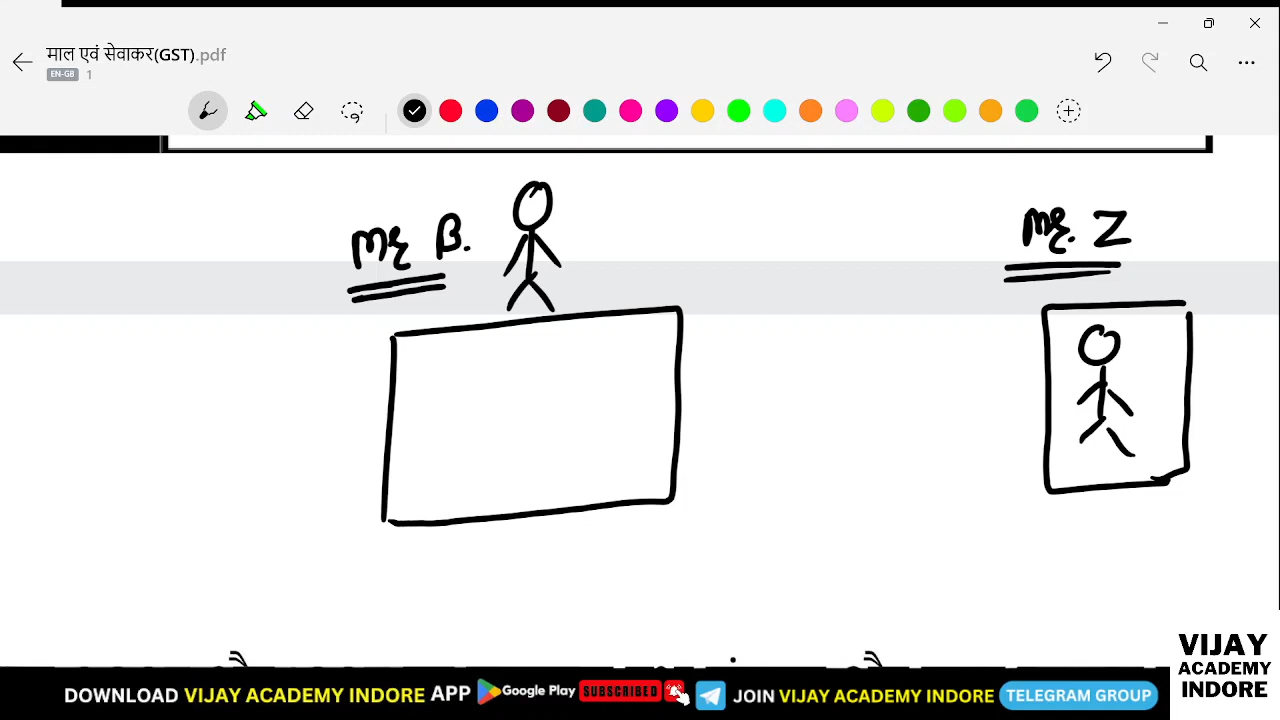 माल एवं सेवाकर(GST).pdf
EN-GB 1
Mr B.
Mr. Z
VIJAY
ACADEMY
INDORE
DOWNLOAD VIJAY ACADEMY INDORE APP Google Play SUBSCRIBED JOIN VIJAY ACADEMY INDORE TELEGRAM GROUP